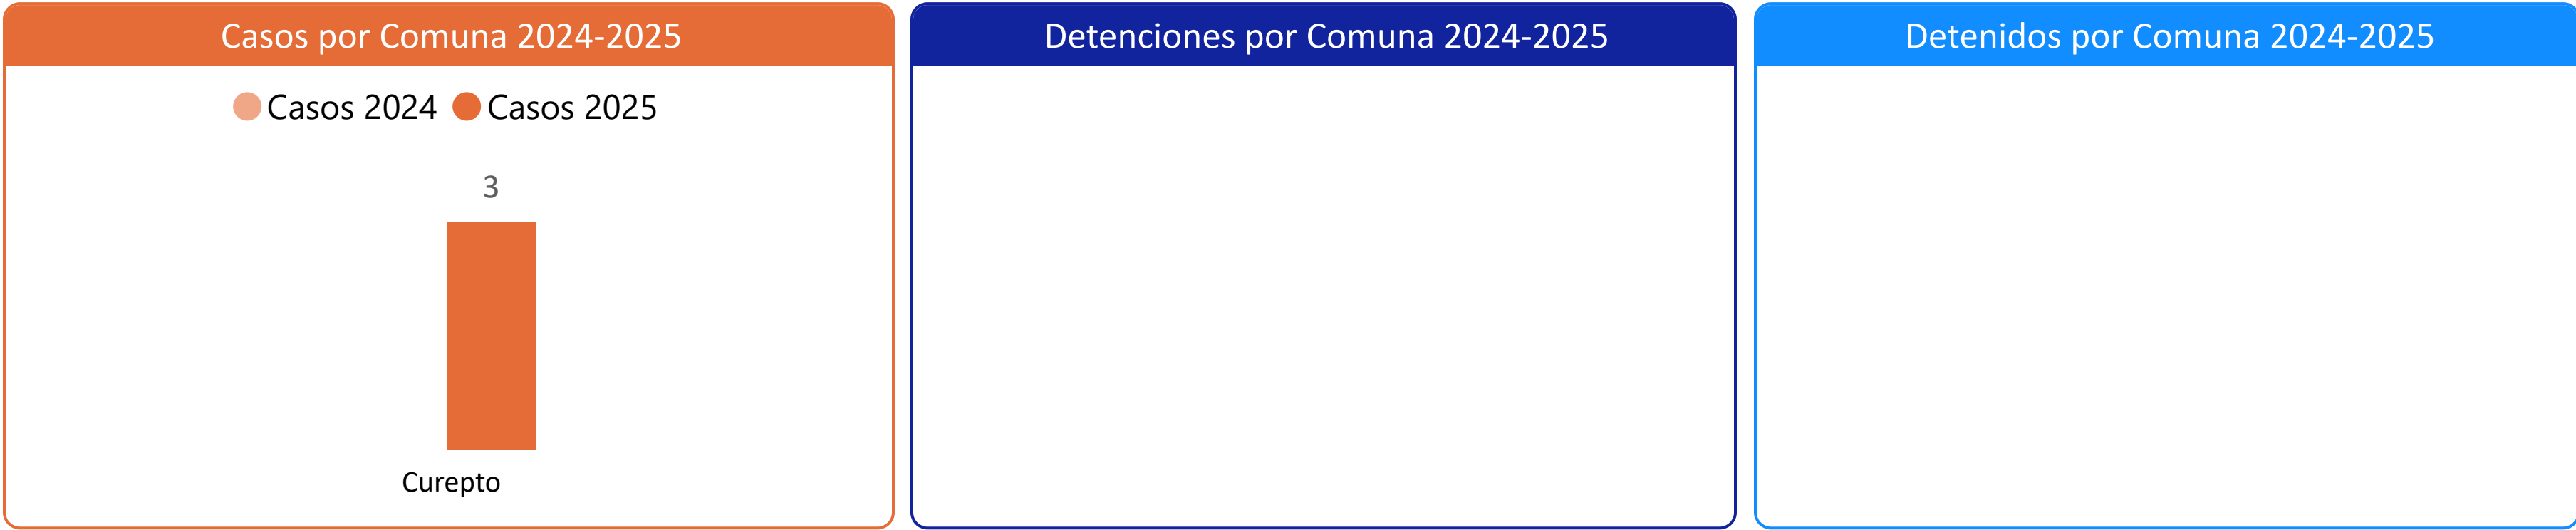 Casos por Comuna 2024-2025
Casos 2024 Casos 2025
3
Curepto
Detenciones por Comuna 2024-2025
Detenidos por Comuna 2024-2025